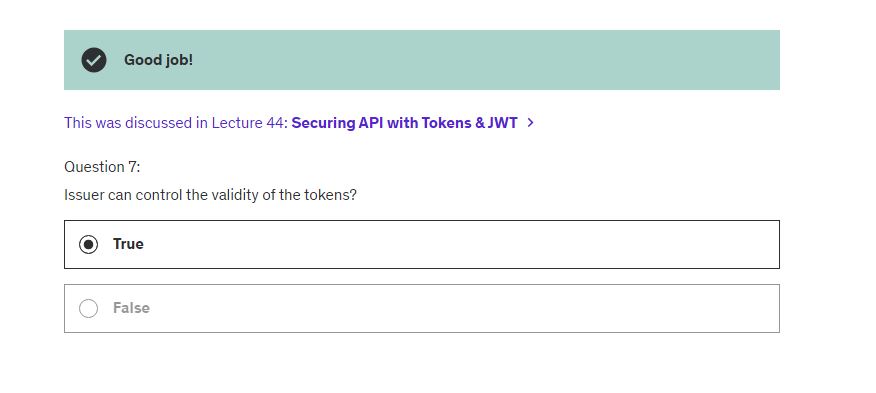 Good job!
This was discussed in Lecture 44: Securing API with Tokens & JWT >
Question 7:
Issuer can control the validity of the tokens?
True
False